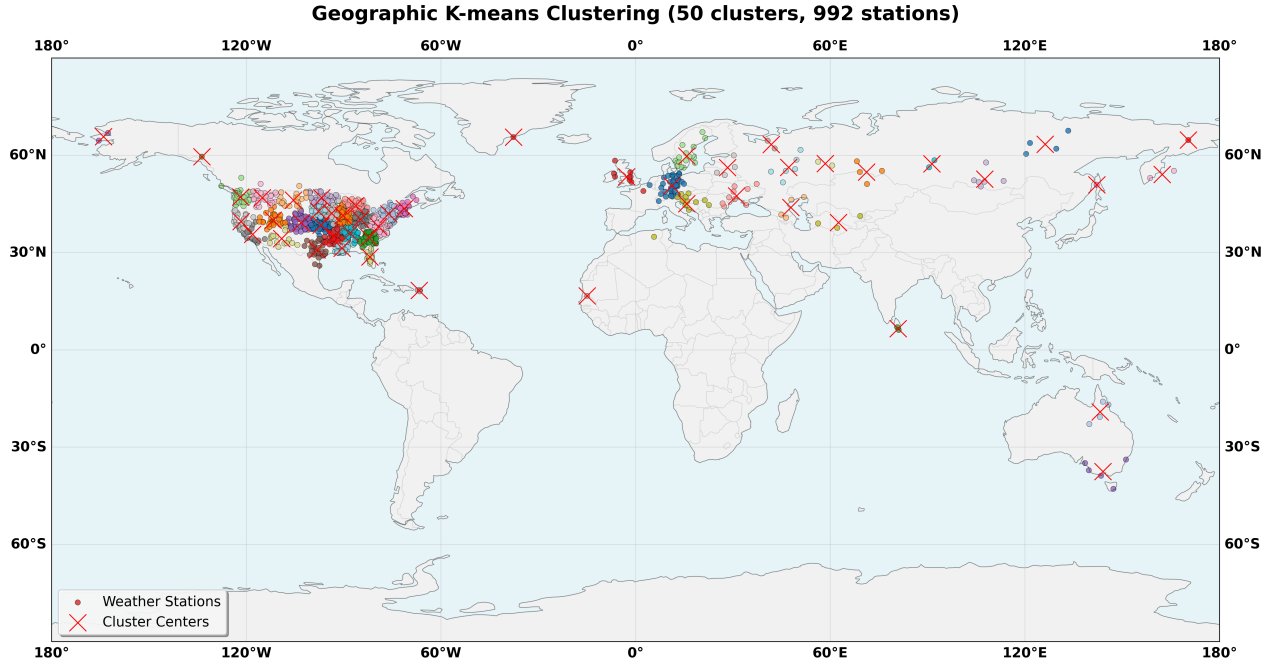 Geographic K-means Clustering (50 clusters, 992 stations)
180° 120°W 60°W 0° 60°E 120°E 180°
60°N 60°N
30°N 30°N
0° 0°
30°S 30°S
60°S 60°S
Weather Stations
Cluster Centers
180° 120°W 60°W 0° 60°E 120°E 180°